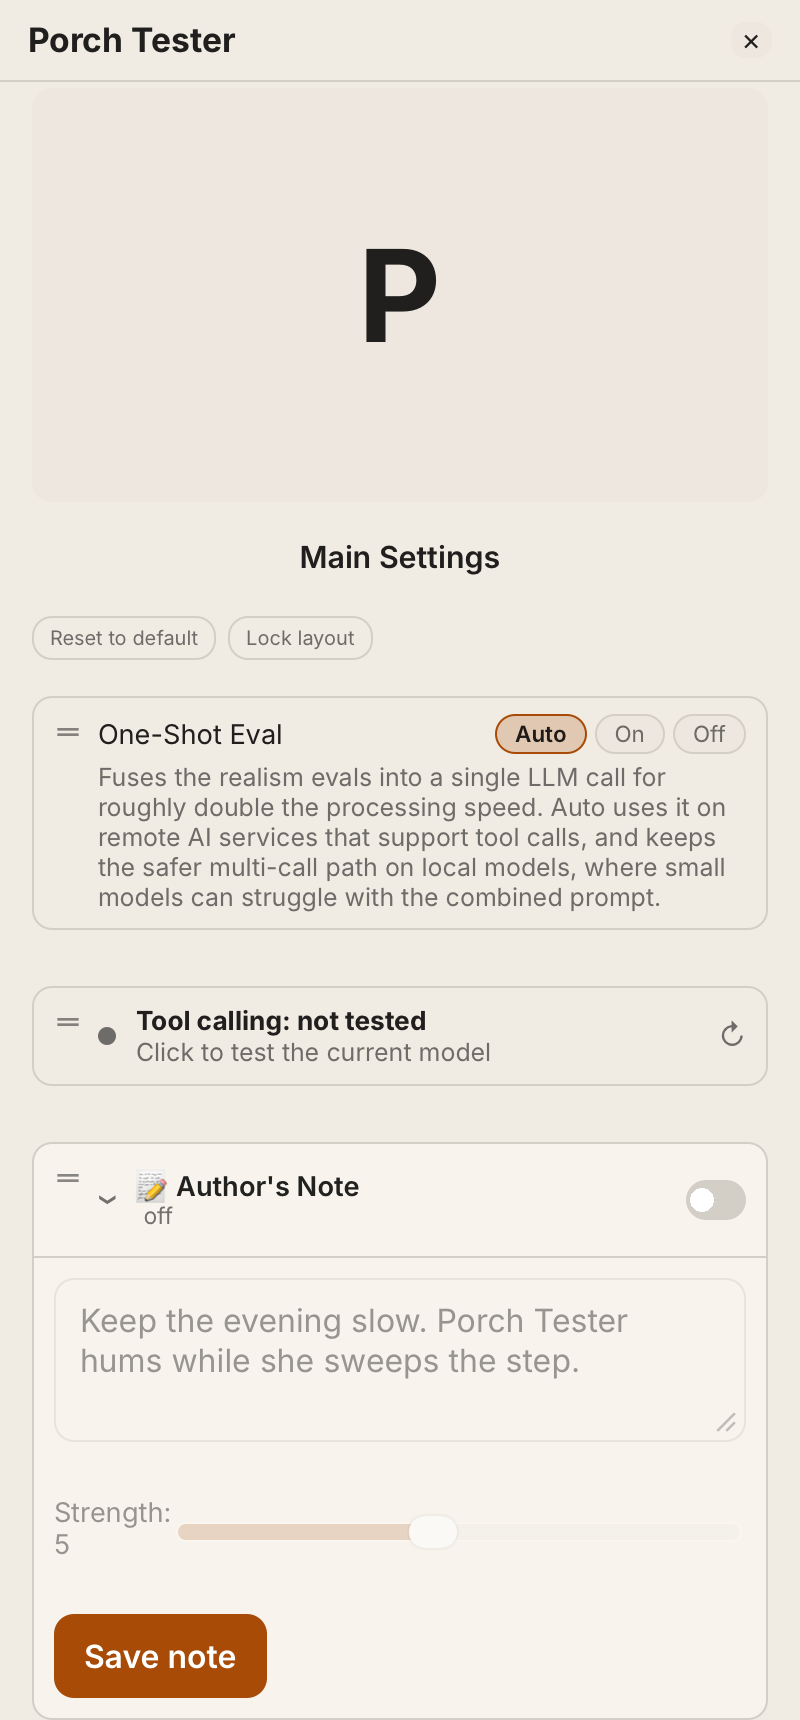 Porch Tester
P
Main Settings
Reset to default
Lock layout
One-Shot Eval
Auto
On
Off
Fuses the realism evals into a single LLM call for
roughly double the processing speed. Auto uses it on
remote AI services that support tool calls, and keeps
the safer multi-call path on local models, where small
models can struggle with the combined prompt.
Tool calling: not tested
Click to test the current model
Author's Note
off
Keep the evening slow. Porch Tester
hums while she sweeps the step.
Strength:
5
Save note